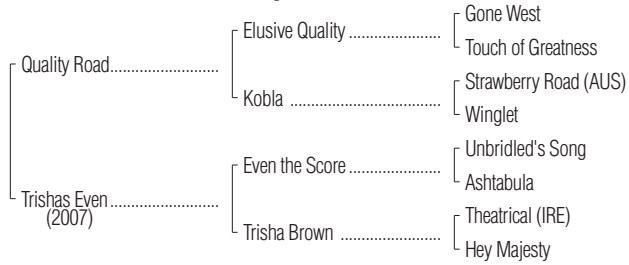 Gone West
Elusive Quality ....................
Touch of Greatness
Quality Road........................
Strawberry Road (AUS)
Kobla .................................
Winglet
Unbridled's Song
Even the Score ....................
Ashtabula
Trishas Even ........................
(2007)
Theatrical (IRE)
Trisha Brown ......................
Hey Majesty